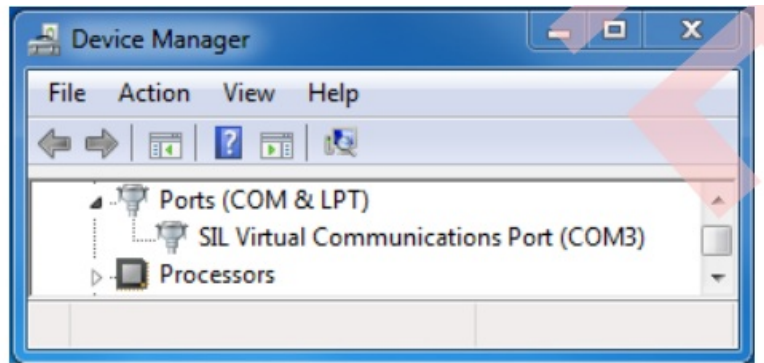 Device Manager
File Action View Help
Ports (COM & LPT)
SIL Virtual Communications Port (COM3)
Processors